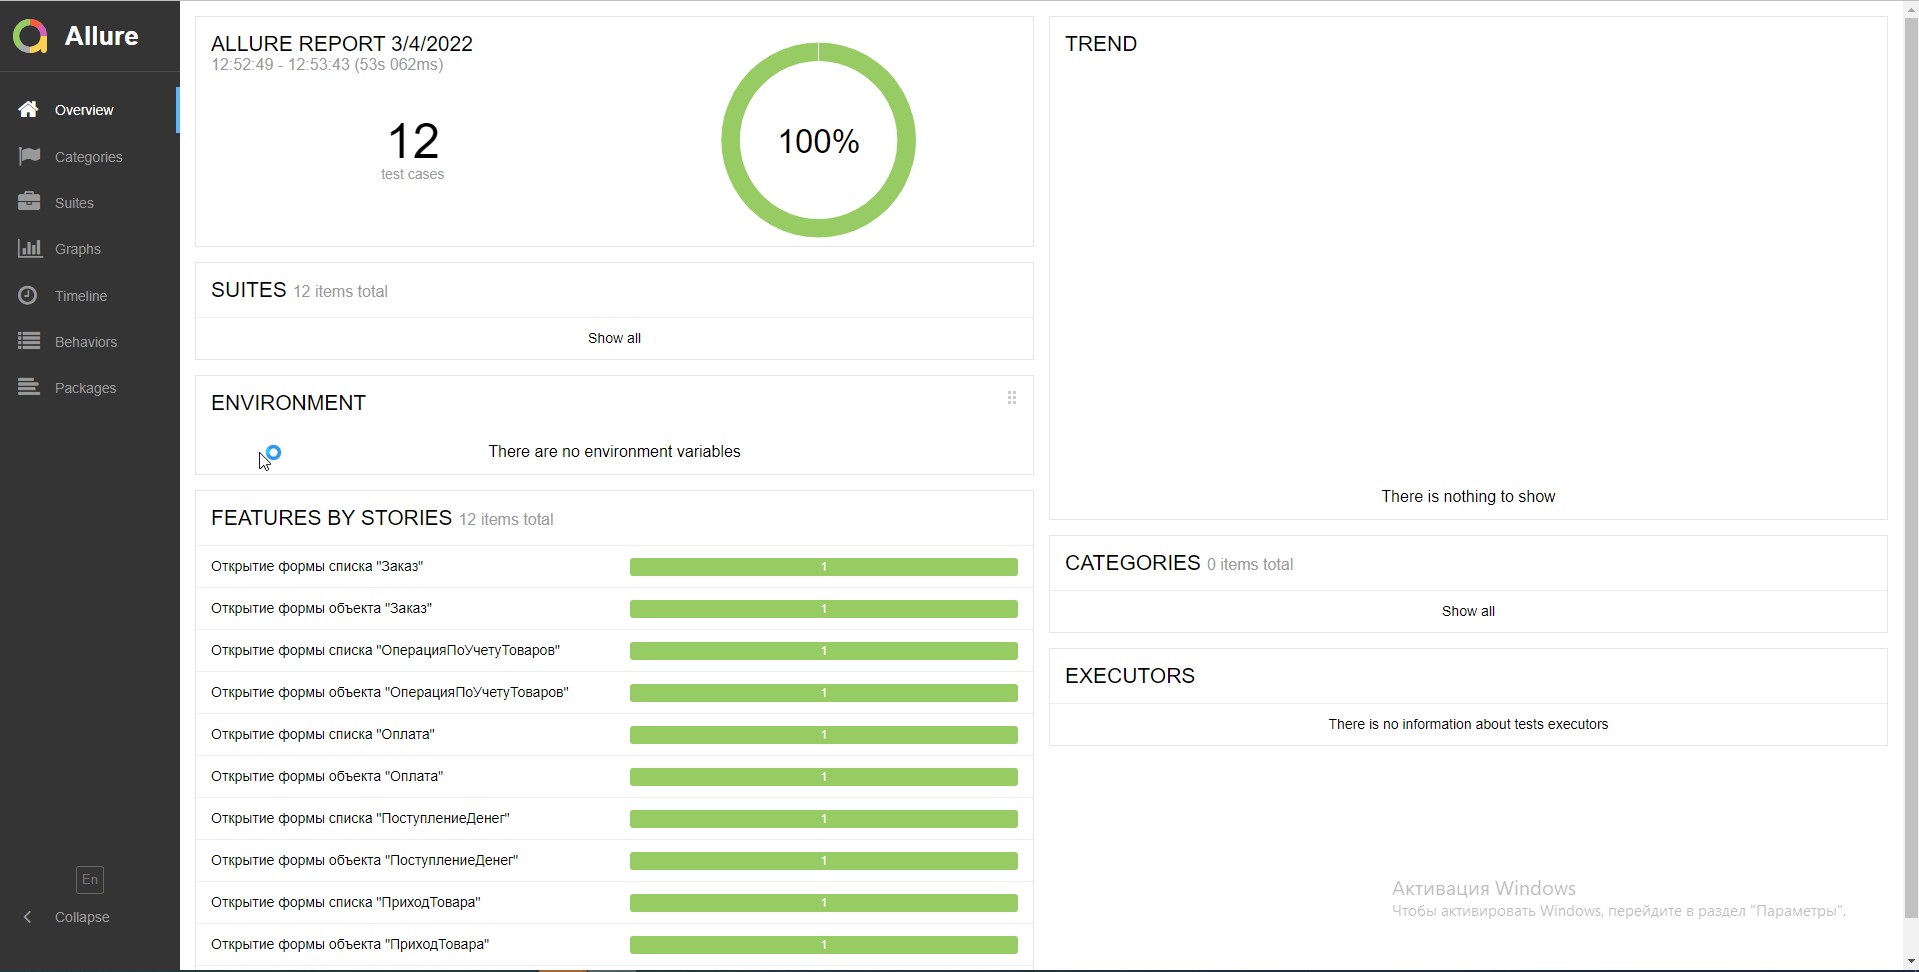 Allure
Overview
Categories
Suites
Graphs
Timeline
Behaviors
Packages
En
Collapse
ALLURE REPORT 3/4/2022
12:52:49 - 12:53:43 (53s 062ms)
12
test cases
100%
SUITES 12 items total
Show all
ENVIRONMENT
There are no environment variables
FEATURES BY STORIES 12 items total
Открытие формы списка "Заказ" 1
Открытие формы объекта "Заказ" 1
Открытие формы списка "ОперацияПоУчетуТоваров" 1
Открытие формы объекта "ОперацияПоУчетуТоваров" 1
Открытие формы списка "Оплата" 1
Открытие формы объекта "Оплата" 1
Открытие формы списка "ПоступлениеДенег" 1
Открытие формы объекта "ПоступлениеДенег" 1
Открытие формы списка "ПриходТовара" 1
Открытие формы объекта "ПриходТовара" 1
TREND
There is nothing to show
CATEGORIES 0 items total
Show all
EXECUTORS
There is no information about tests executors
Активация Windows
Чтобы активировать Windows, перейдите в раздел "Параметры".